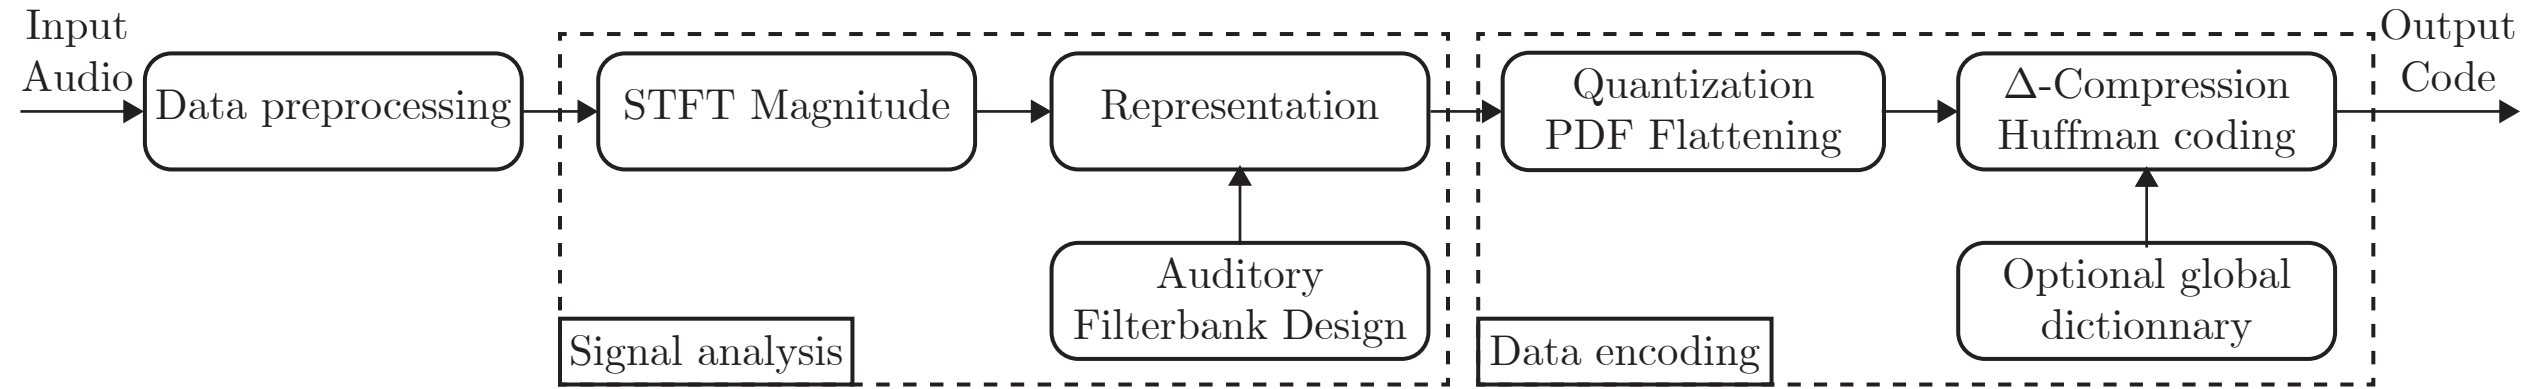 Input
Audio
Data preprocessing
STFT Magnitude
Representation
Auditory
Filterbank Design
Signal analysis
Quantization
PDF Flattening
Δ-Compression
Huffman coding
Optional global
dictionnary
Data encoding
Output
Code